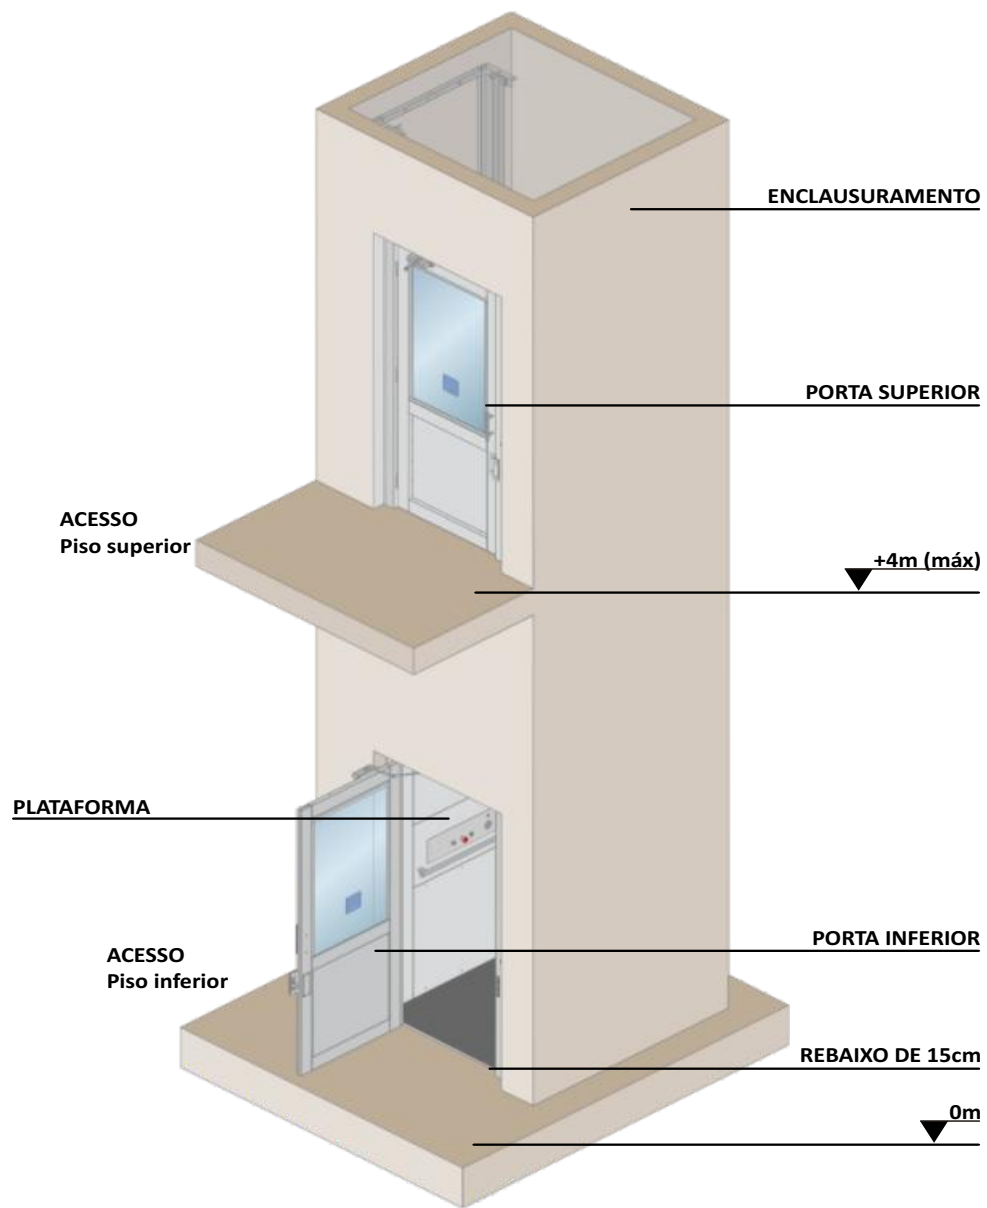 ENCLAUSURAMENTO
PORTA SUPERIOR
ACESSO
Piso superior
+4m (máx)
PLATAFORMA
PORTA INFERIOR
ACESSO
Piso inferior
REBAIXO DE 15cm
0m